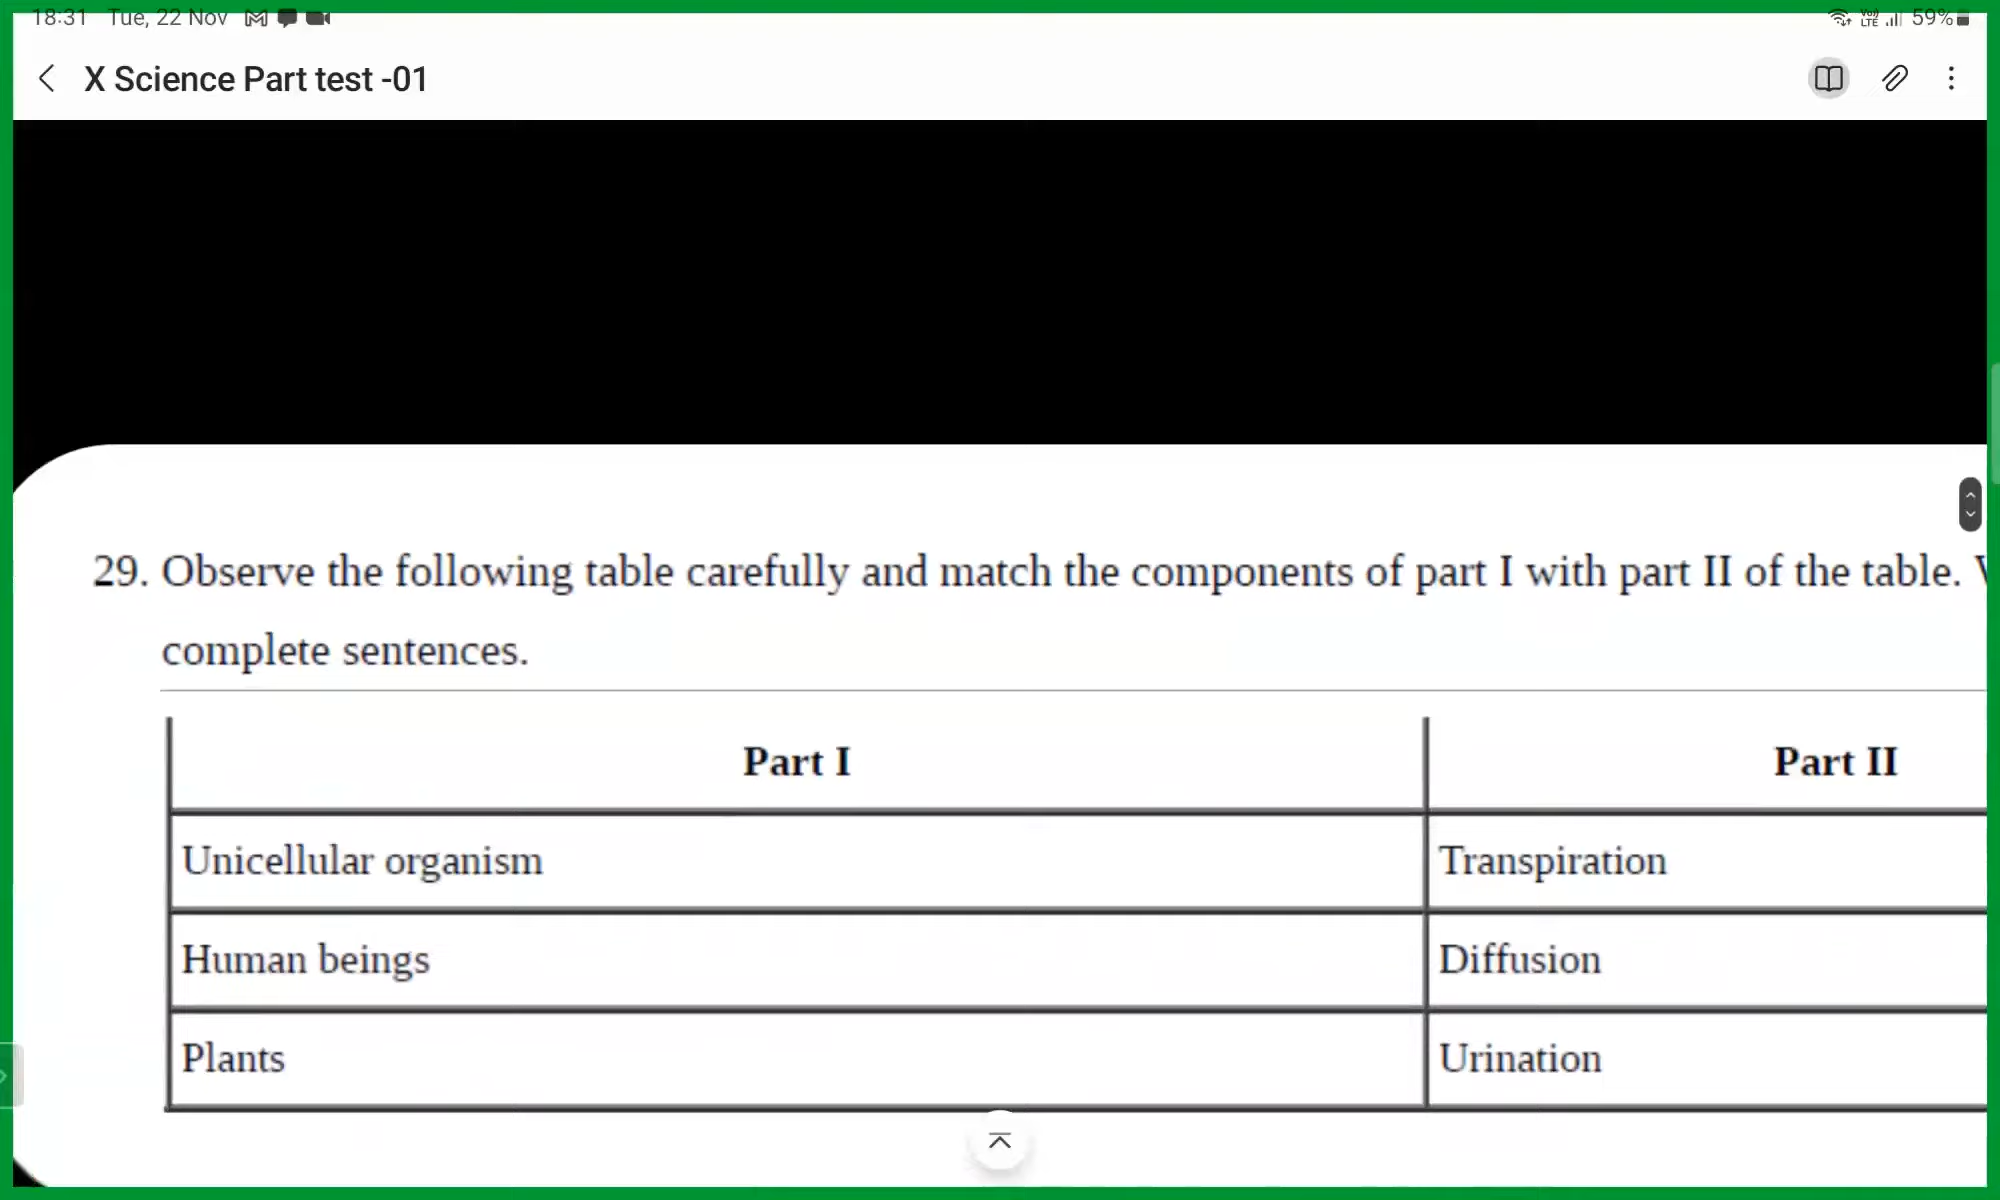 18:31 Tue, 22 Nov
Vo)) LTE 59%
X Science Part test -01
29. Observe the following table carefully and match the components of part I with part II of the table.
complete sentences.
Part I Part II
Unicellular organism Transpiration
Human beings Diffusion
Plants Urination